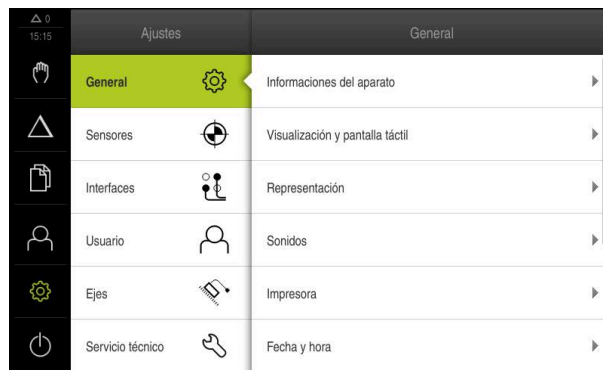 0
15:15
Ajustes
General
General
Sensores
Interfaces
Usuario
Ejes
Servicio técnico
Informaciones del aparato
Visualización y pantalla táctil
Representación
Sonidos
Impresora
Fecha y hora